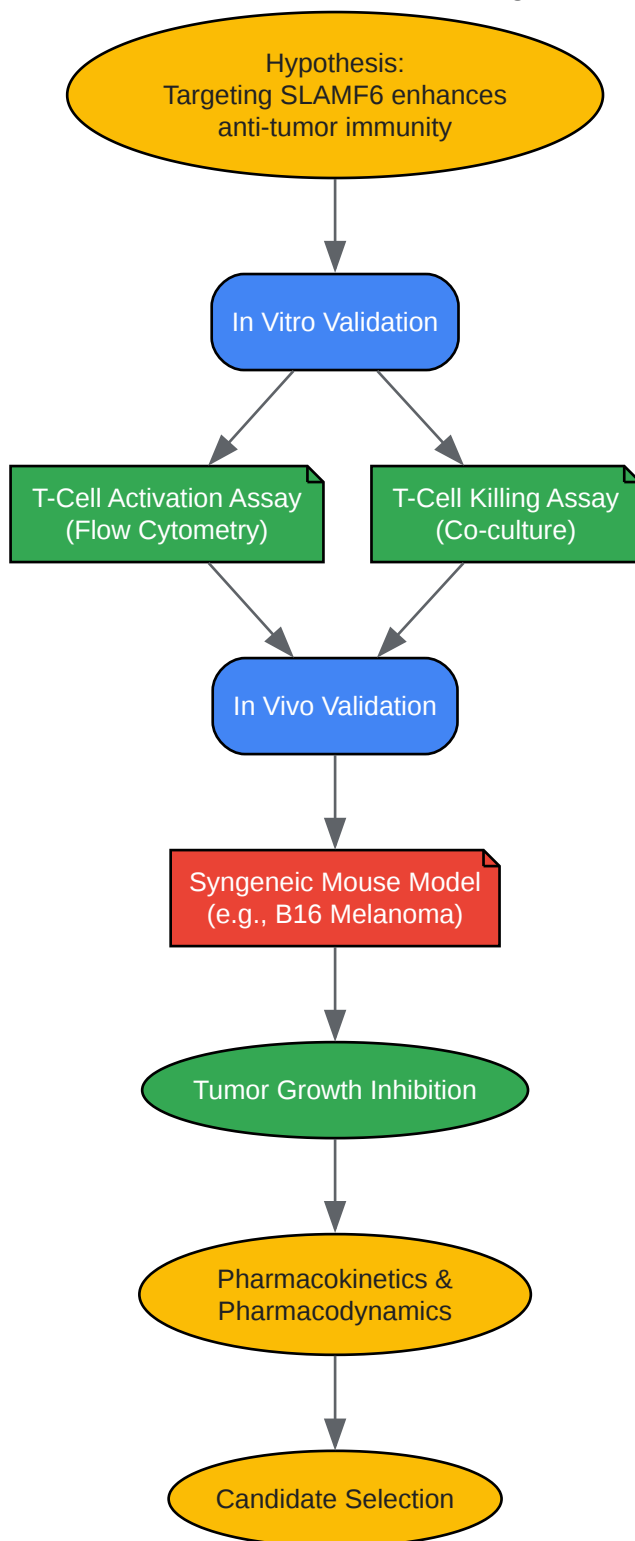 Hypothesis:
Targeting SLAMF6 enhances
anti-tumor immunity
In Vitro Validation
T-Cell Activation Assay
(Flow Cytometry)
T-Cell Killing Assay
(Co-culture)
In Vivo Validation
Syngeneic Mouse Model
(e.g., B16 Melanoma)
Tumor Growth Inhibition
Pharmacokinetics &
Pharmacodynamics
Candidate Selection